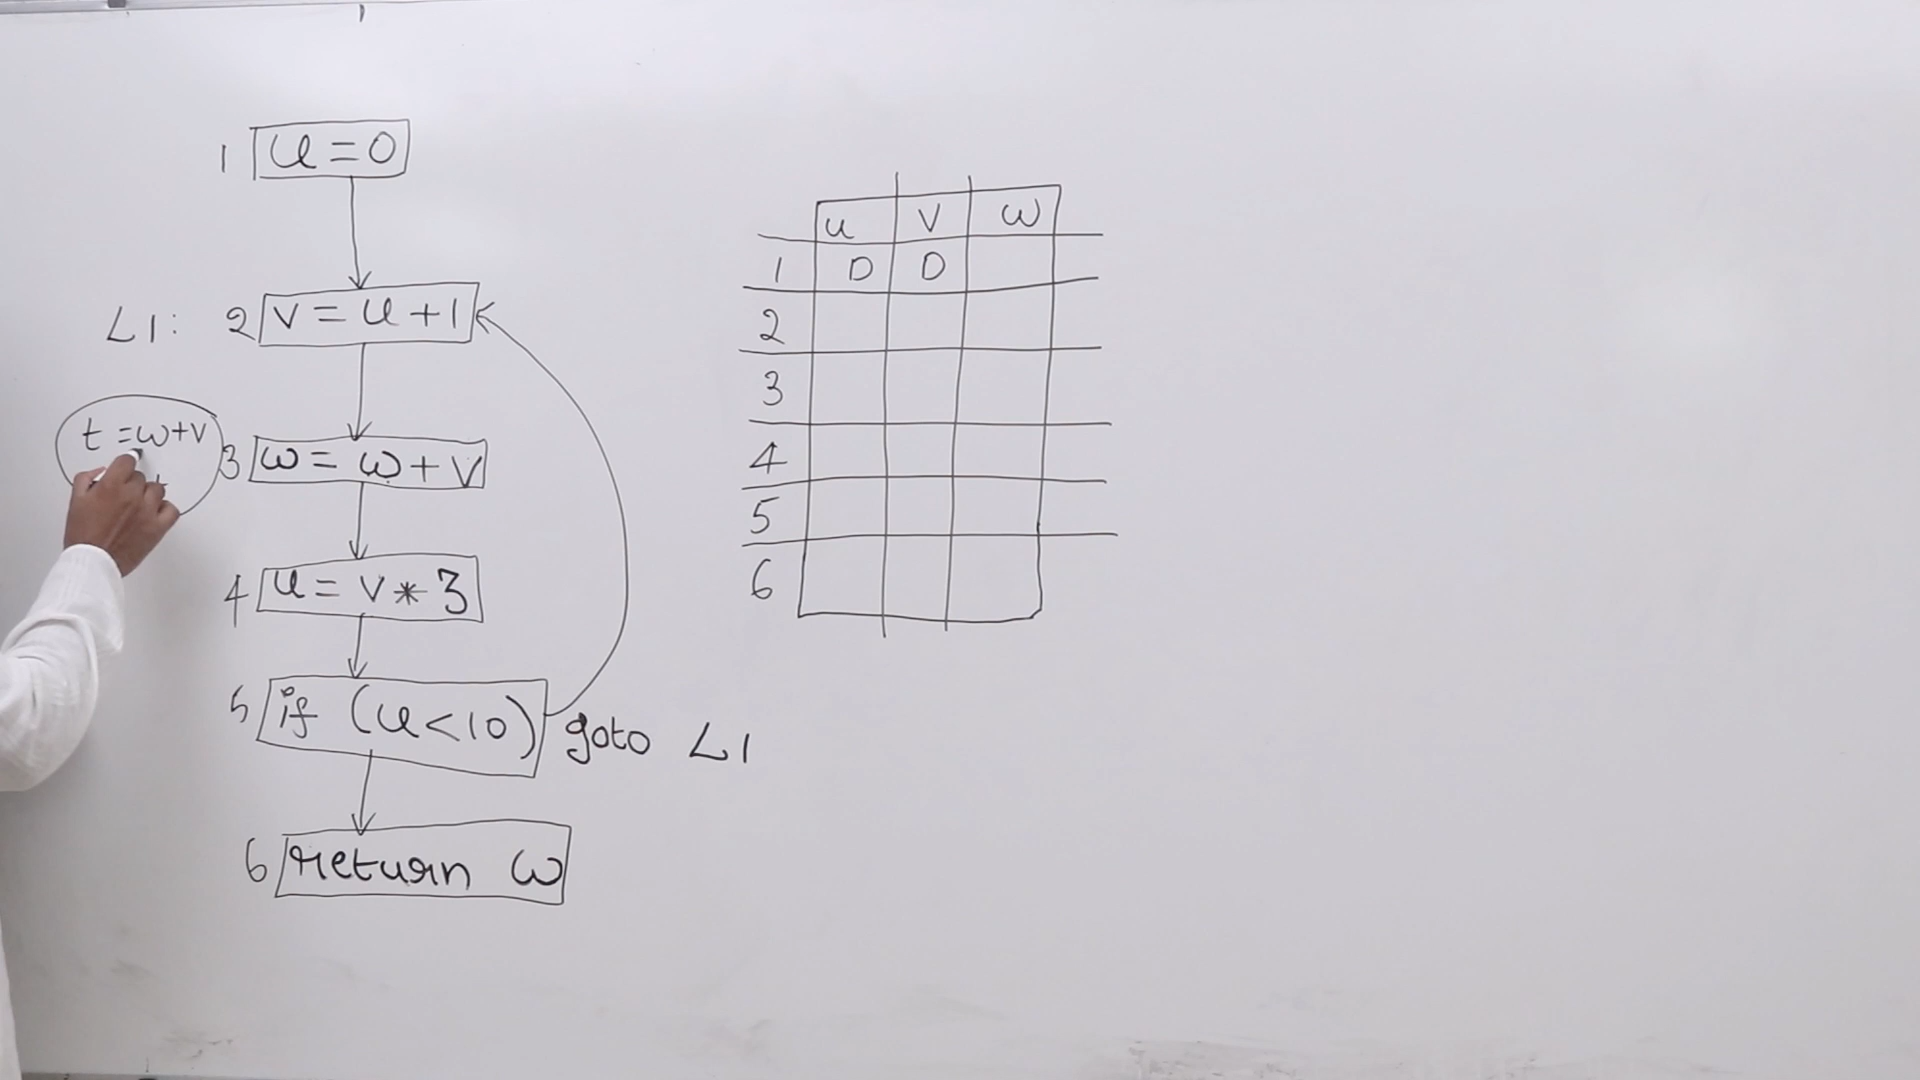 1 u = 0
L1: 2 v = u + 1
t = w + v
3 w = w + v
4 u = v * 3
5 if (u < 10) goto L1
6 return w
u v w
1 0 0
2
3
4
5
6